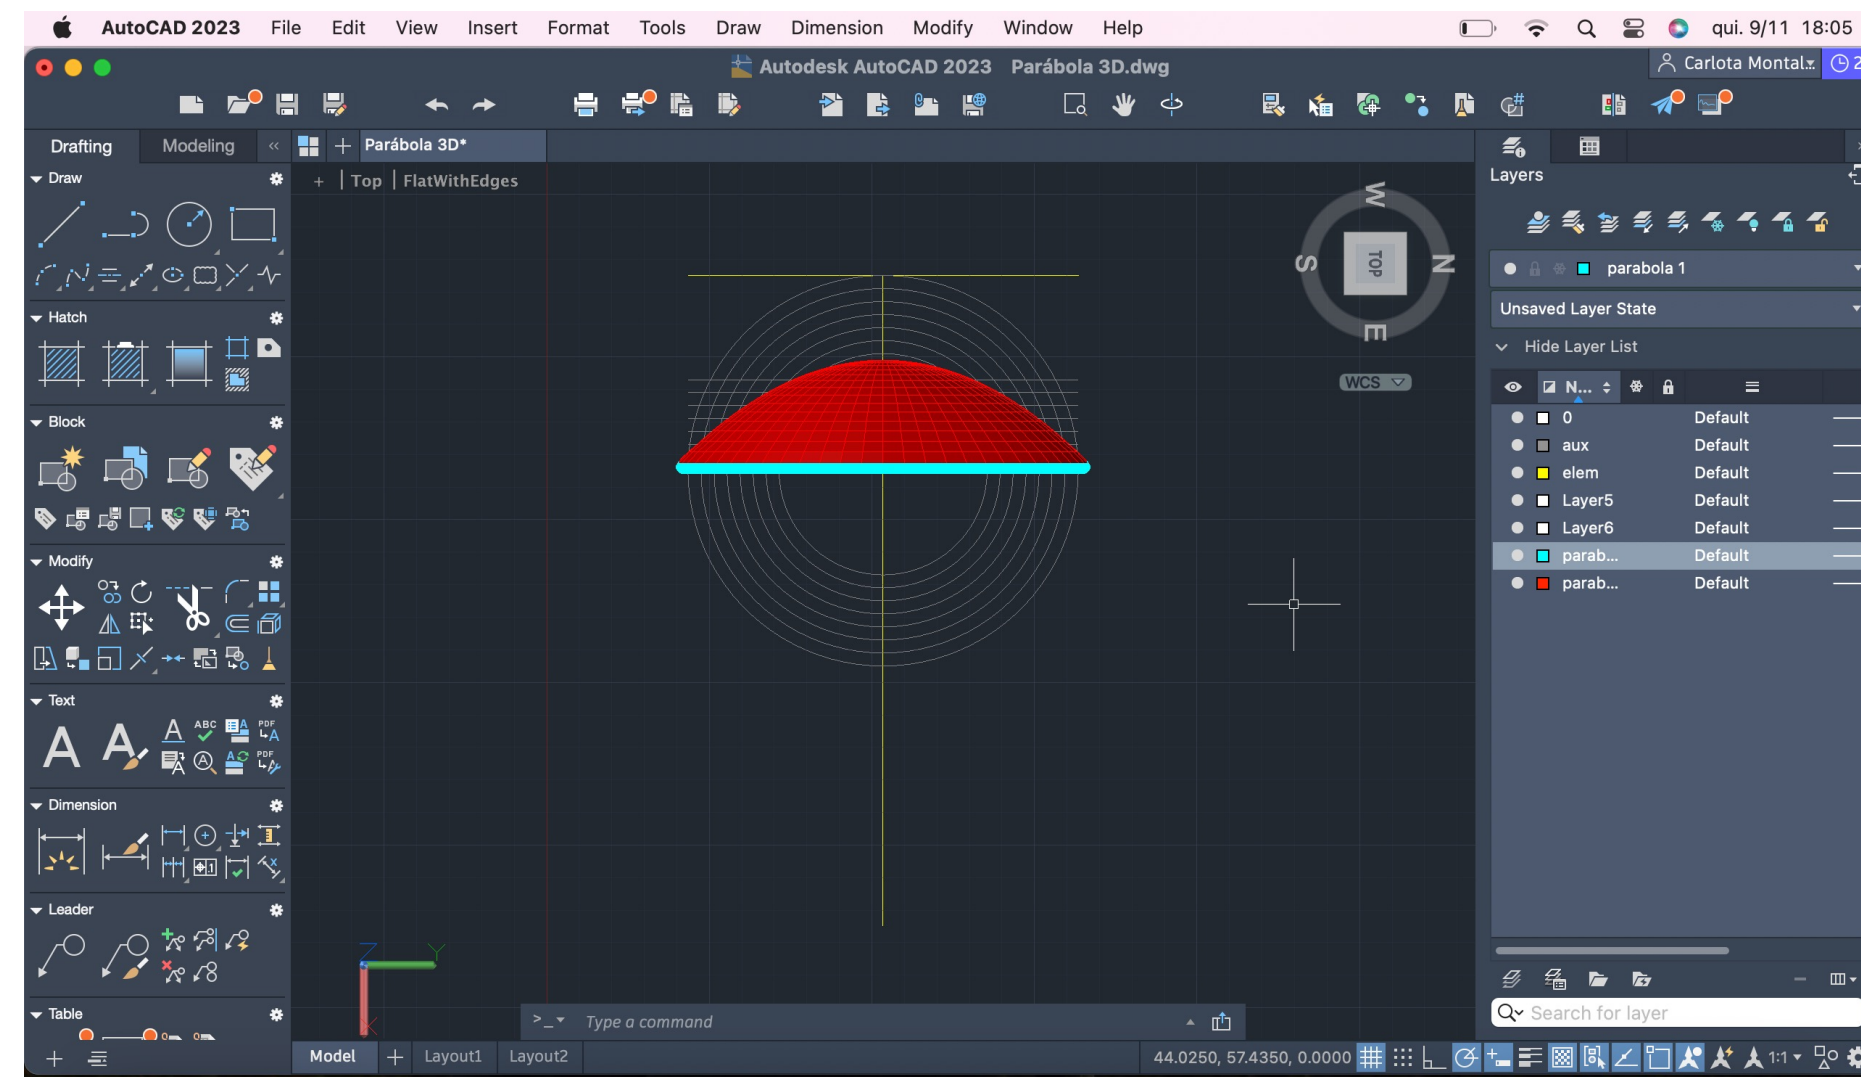 AutoCAD 2023 File Edit View Insert Format Tools Draw Dimension Modify Window Help qui. 9/11 18:05
Autodesk AutoCAD 2023 Parábola 3D.dwg
Carlota Montal...
2
Drafting Modeling
Parábola 3D*
+ | Top | FlatWithEdges
Draw
Hatch
Block
Modify
Text
A A A ABC A PDF A
A A A PDF
Dimension
Leader
Table
W
S TOP N
E
WCS
Z Y
X
>_ Type a command
Model + Layout1 Layout2
44.0250, 57.4350, 0.0000
1:1
Layers
parabola 1
Unsaved Layer State
Hide Layer List
N...
0 Default
aux Default
elem Default
Layer5 Default
Layer6 Default
parab... Default
parab... Default
Search for layer